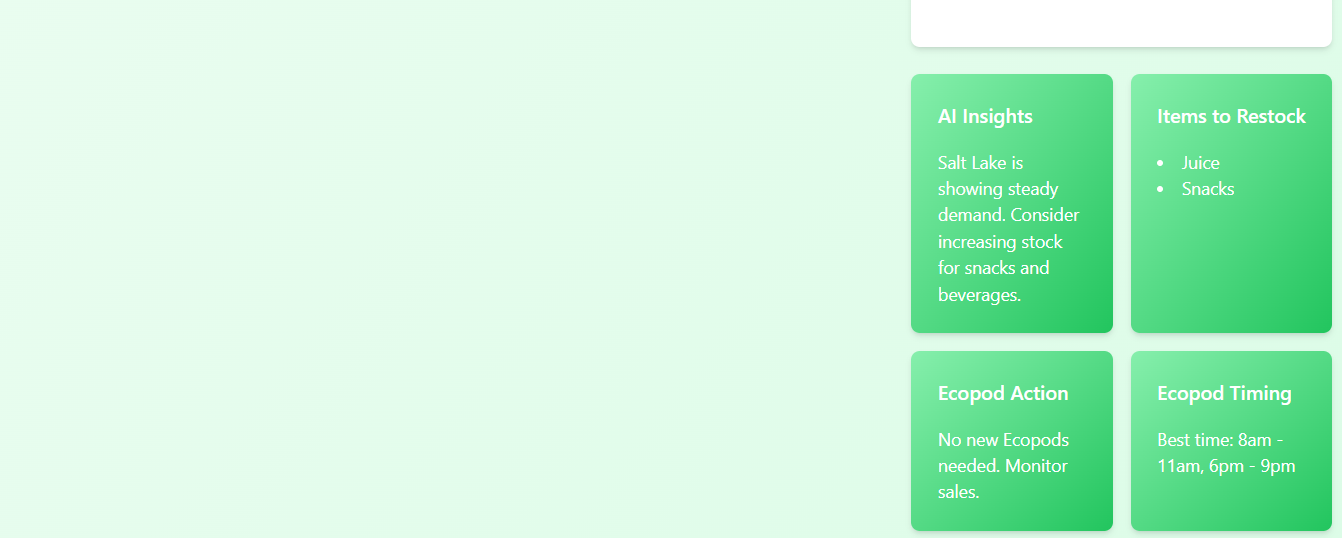 AI Insights
Salt Lake is
showing steady
demand. Consider
increasing stock
for snacks and
beverages.
Items to Restock
• Juice
• Snacks
Ecopod Action
No new Ecopods
needed. Monitor
sales.
Ecopod Timing
Best time: 8am -
11am, 6pm - 9pm